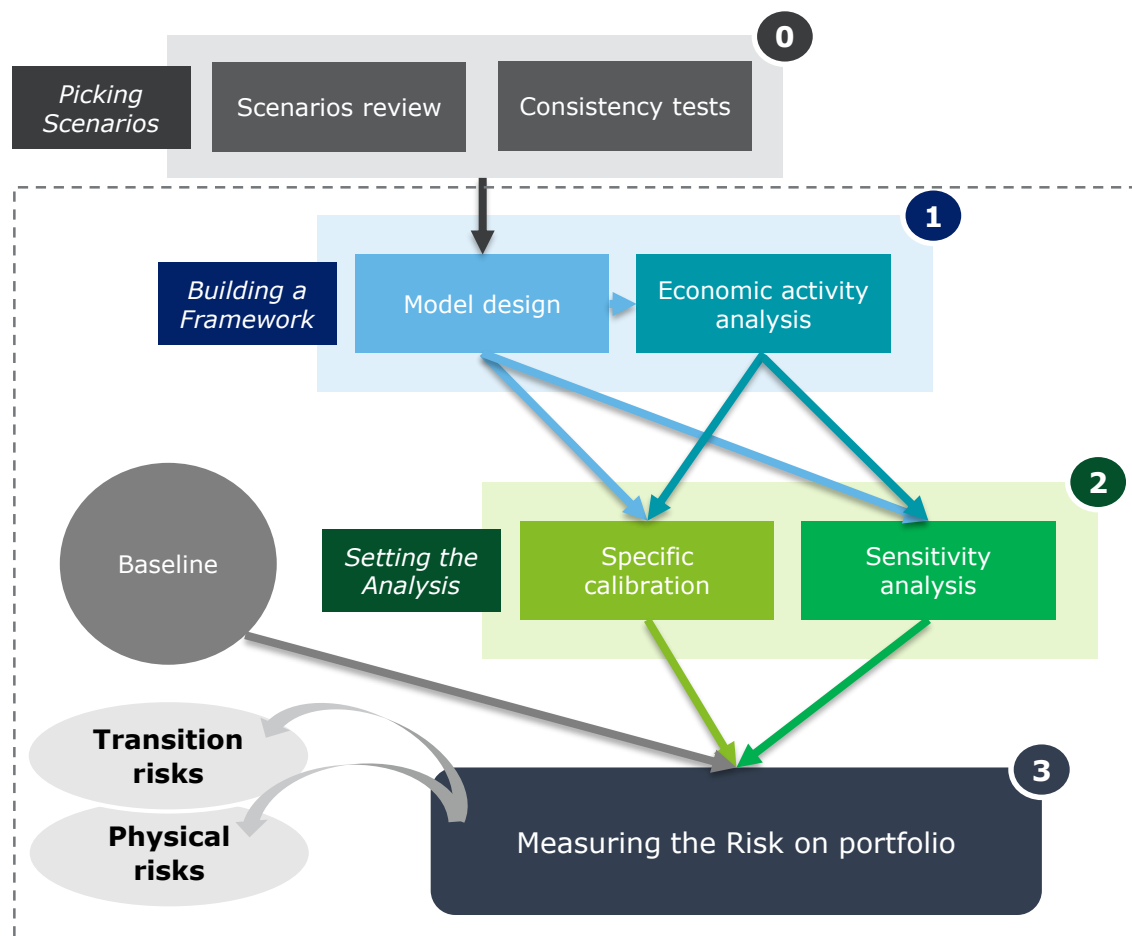 0
Picking
Scenarios
Scenarios review
Consistency tests
1
Building a
Framework
Model design
Economic activity
analysis
2
Baseline
Setting the
Analysis
Specific
calibration
Sensitivity
analysis
Transition
risks
Physical
risks
3
Measuring the Risk on portfolio